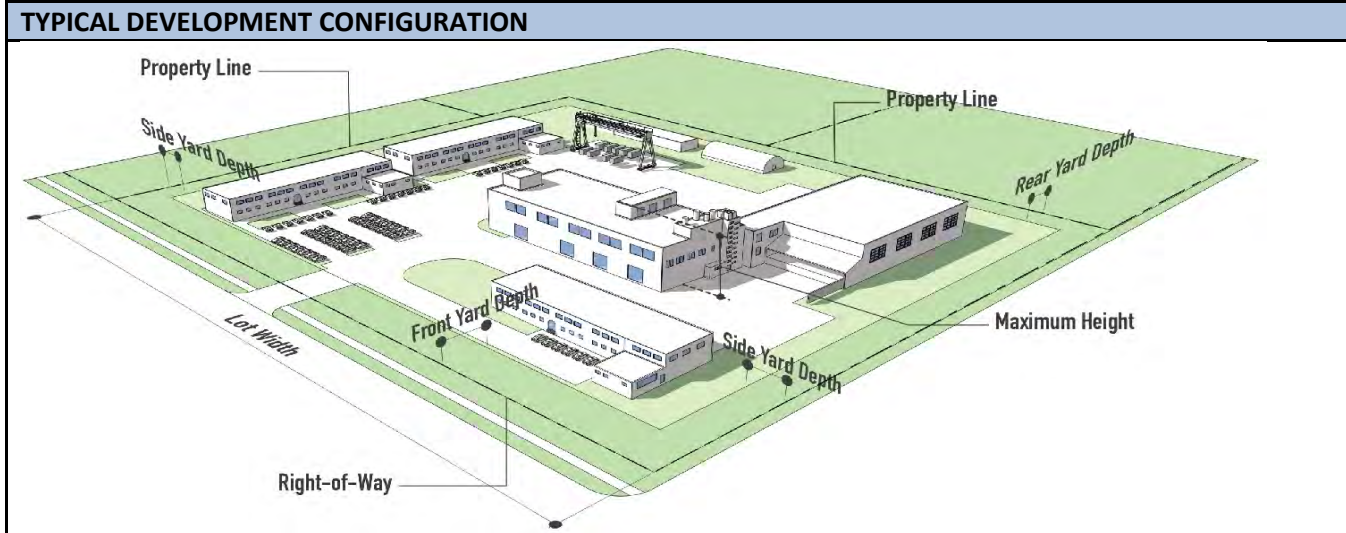 TYPICAL DEVELOPMENT CONFIGURATION
Property Line
Property Line
Side Yard Depth
Rear Yard Depth
Lot Width
Front Yard Depth
Maximum Height
Side Yard Depth
Right-of-Way